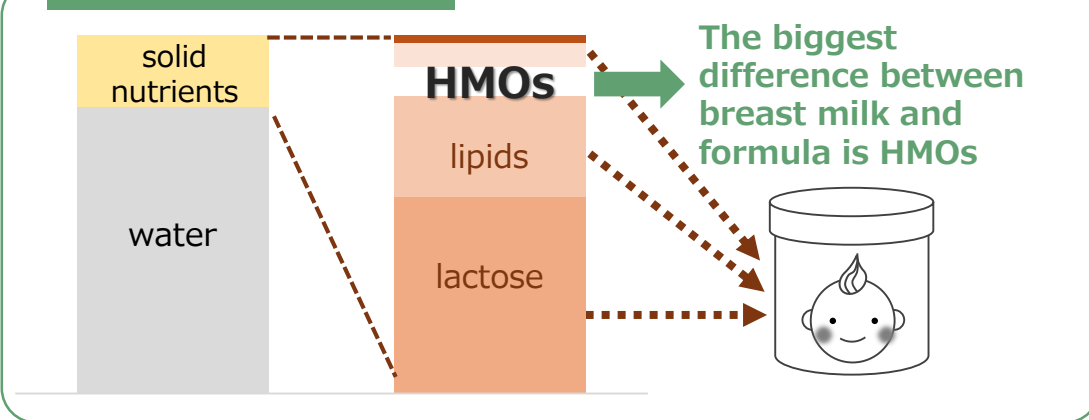 solid
nutrients
water
HMOs
lipids
lactose
The biggest
difference between
breast milk and
formula is HMOs